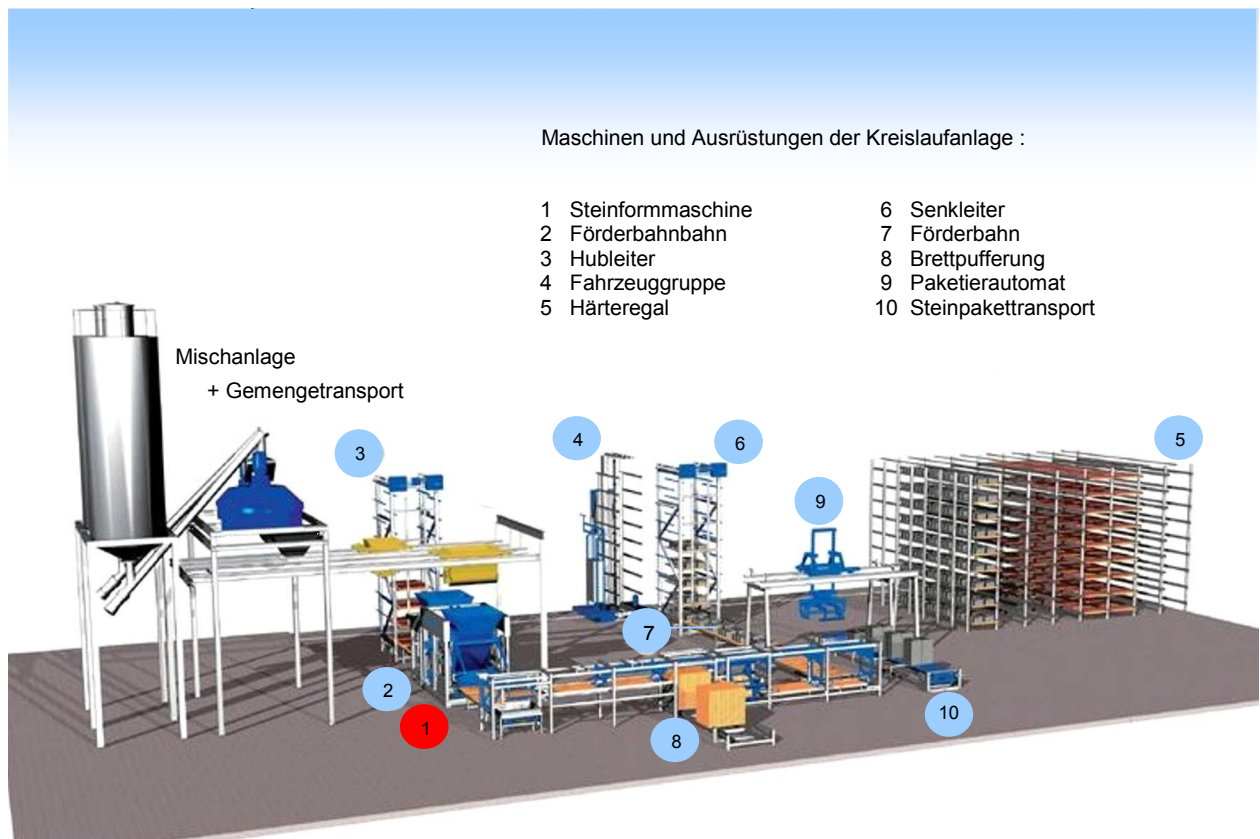 Maschinen und Ausrüstungen der Kreislaufanlage :
1 Steinformmaschine
2 Förderbahnbahn
3 Hubleiter
4 Fahrzeuggruppe
5 Härteregal
6 Senkleiter
7 Förderbahn
8 Brettpufferung
9 Paketierautomat
10 Steinpakettransport
Mischanlage
+ Gemengetransport
3
4
6
5
9
7
2
1
8
10